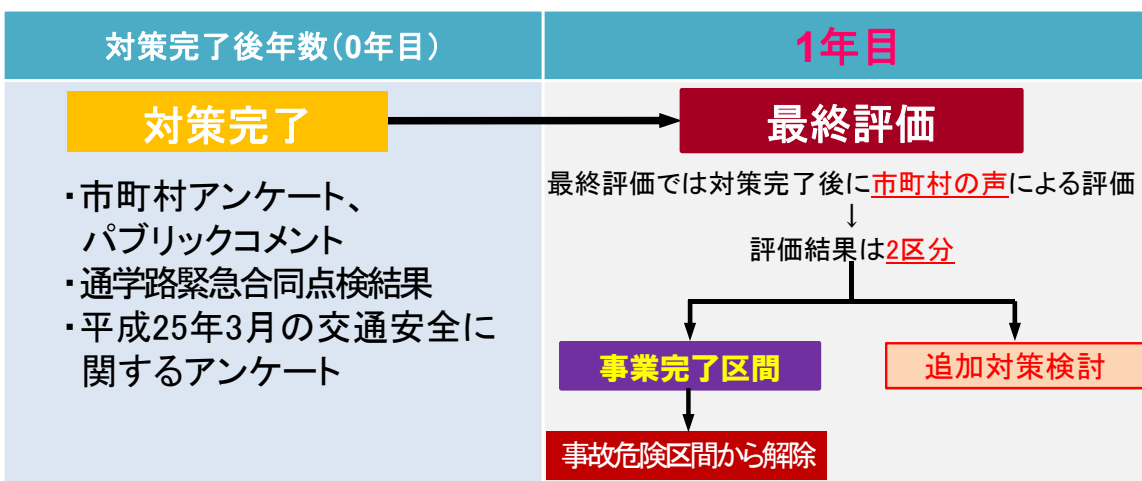 対策完了後年数(0年目)
1年目
対策完了
最終評価
・市町村アンケート、
パブリックコメント
・通学路緊急合同点検結果
・平成25年3月の交通安全に
関するアンケート
最終評価では対策完了後に市町村の声による評価
↓
評価結果は2区分
事業完了区間
追加対策検討
事故危険区間から解除